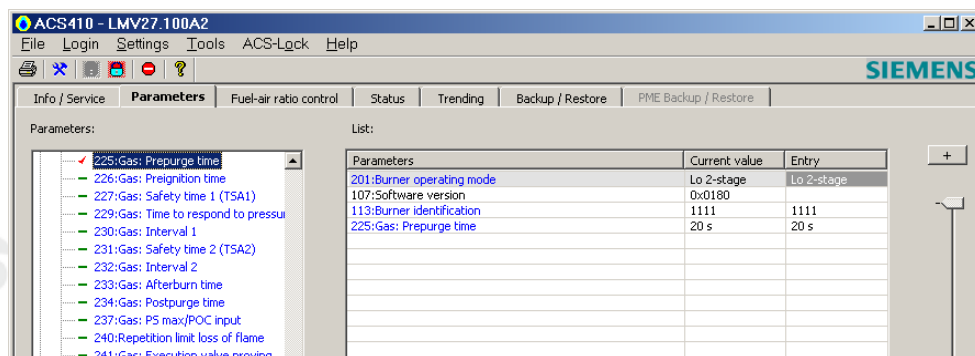 ACS410 - LMV27.100A2
File Login Settings Tools ACS-Lock Help
SIEMENS
Info / Service Parameters Fuel-air ratio control Status Trending Backup / Restore PME Backup / Restore
Parameters: List:
225:Gas: Prepurge time
226:Gas: Preignition time
227:Gas: Safety time 1 (TSA1)
229:Gas: Time to respond to pressu
230:Gas: Interval 1
231:Gas: Safety time 2 (TSA2)
232:Gas: Interval 2
233:Gas: Afterburn time
234:Gas: Postpurge time
237:Gas: PS max/POC input
240:Repetition limit loss of flame
241:Gas: Execution valve proving
Parameters Current value Entry
201:Burner operating mode Lo 2-stage Lo 2-stage
107:Software version 0x0180
113:Burner identification 1111 1111
225:Gas: Prepurge time 20 s 20 s
+